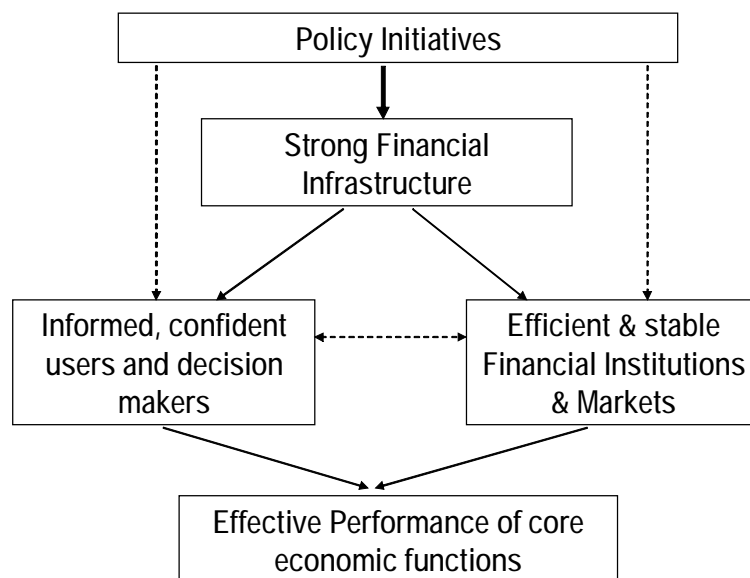 Policy Initiatives
Strong Financial
Infrastructure
Informed, confident
users and decision
makers
Efficient & stable
Financial Institutions
& Markets
Effective Performance of core
economic functions